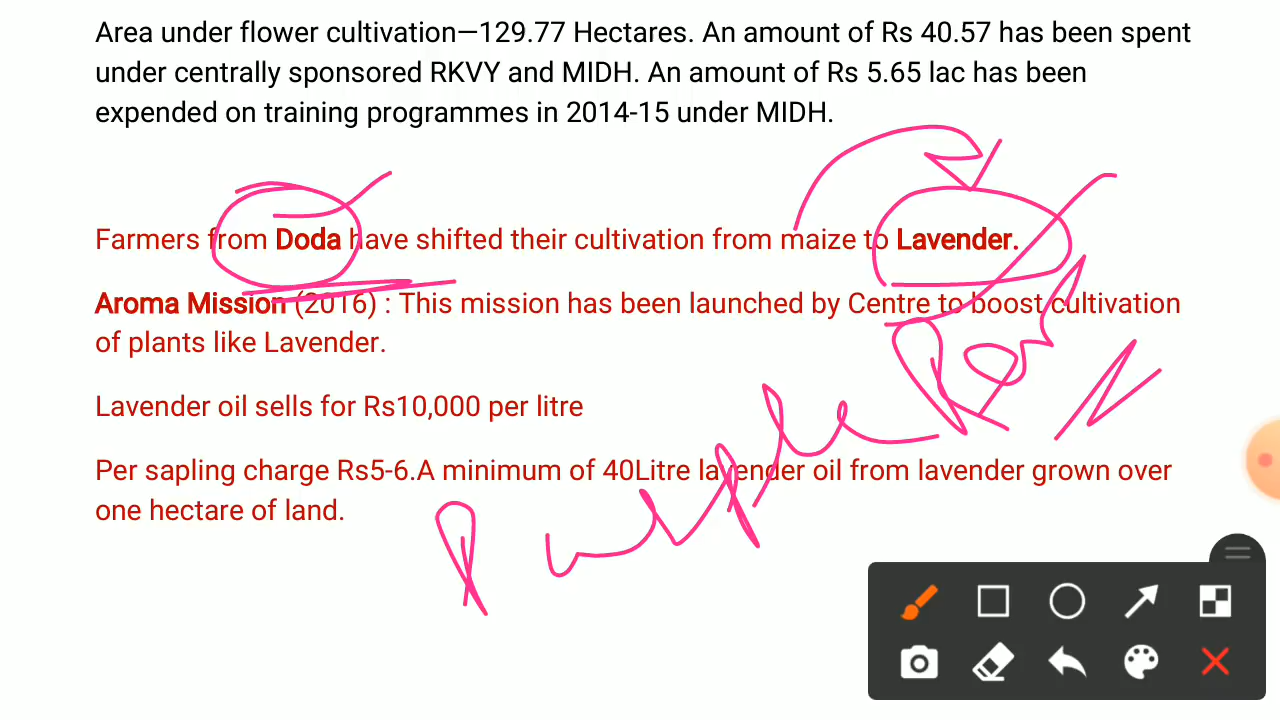 Area under flower cultivation—129.77 Hectares. An amount of Rs 40.57 has been spent
under centrally sponsored RKVY and MIDH. An amount of Rs 5.65 lac has been
expended on training programmes in 2014-15 under MIDH.
Farmers from Doda have shifted their cultivation from maize to Lavender.
Aroma Mission (2016) : This mission has been launched by Centre to boost cultivation
of plants like Lavender.
Lavender oil sells for Rs10,000 per litre
Per sapling charge Rs5-6.A minimum of 40Litre lavender oil from lavender grown over
one hectare of land.
Purple